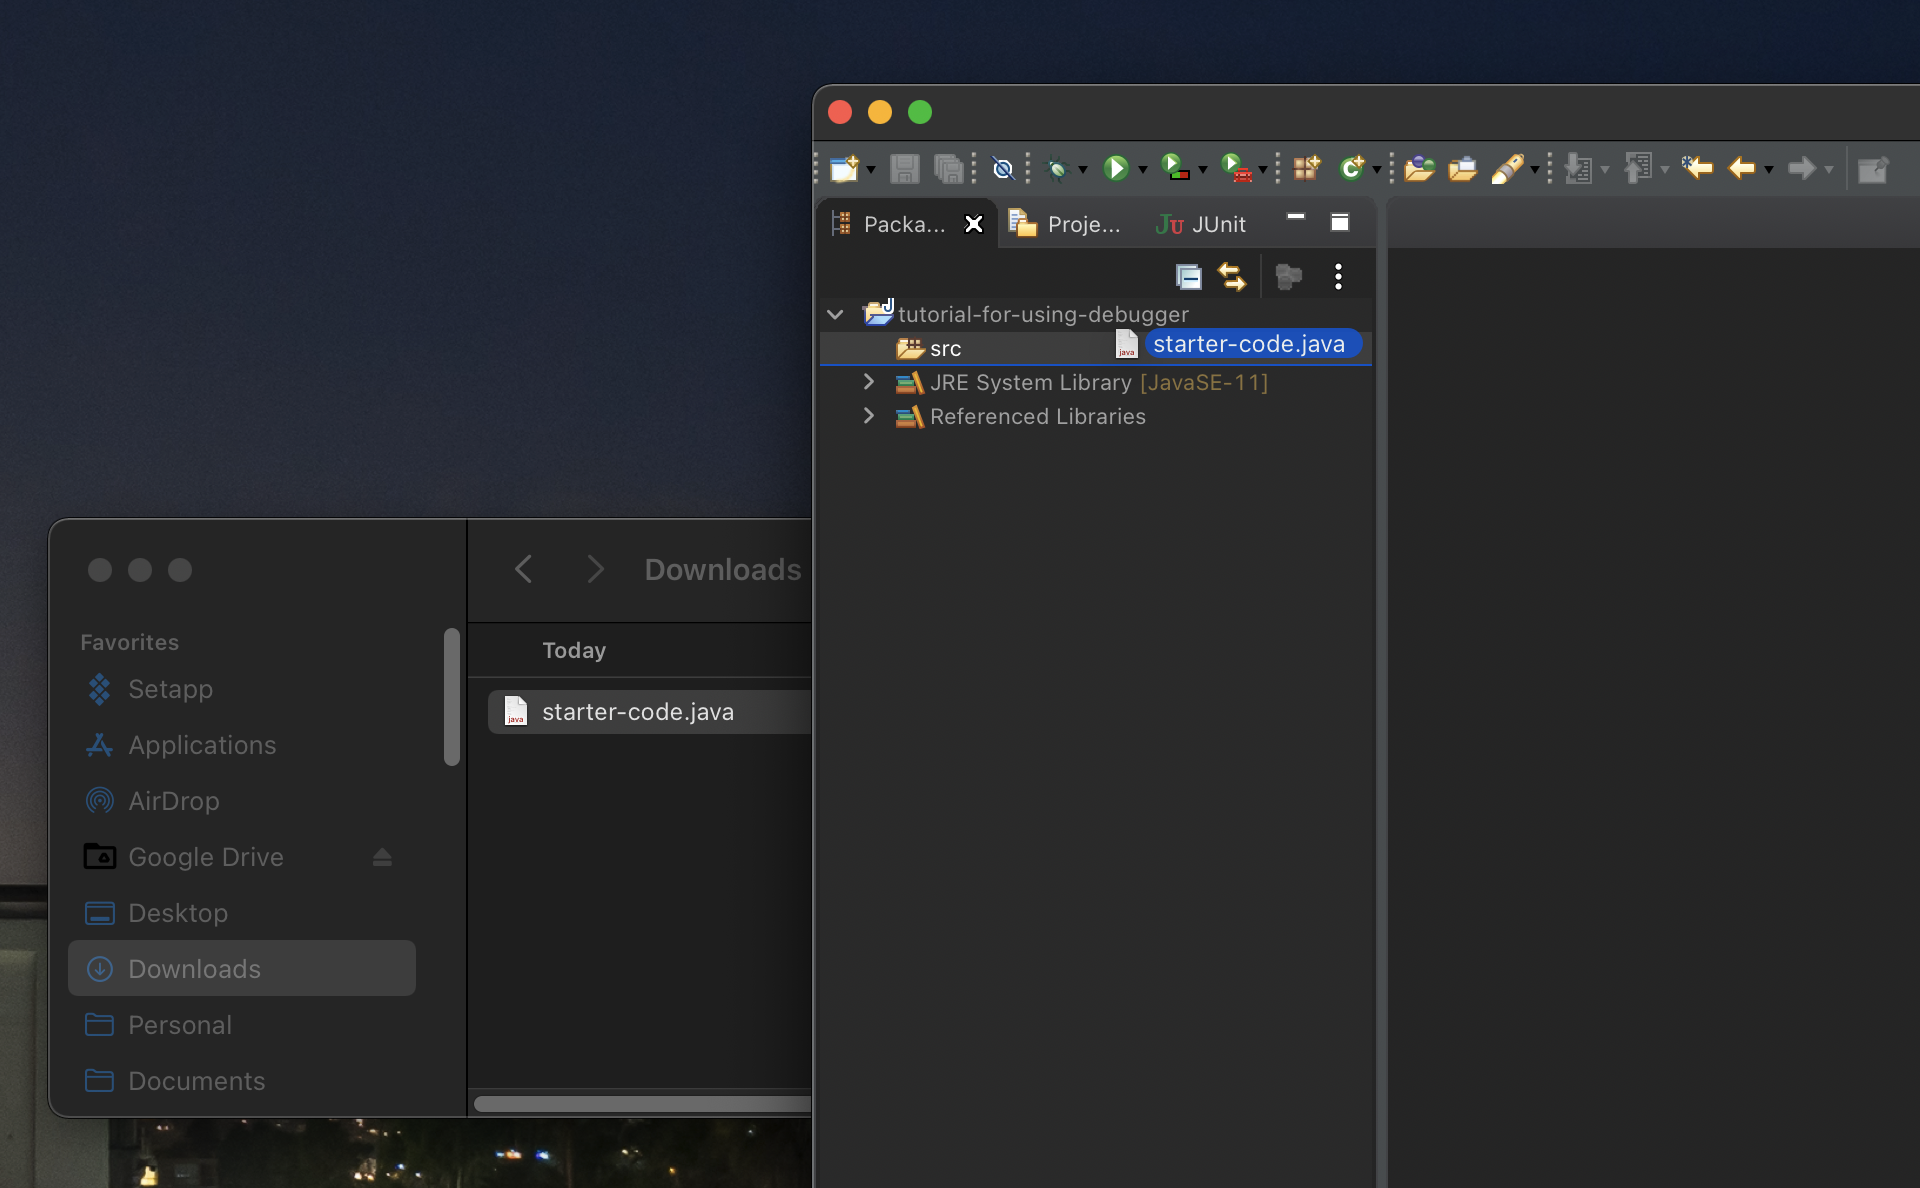 Packa...
Proje...
JUnit
tutorial-for-using-debugger
src
starter-code.java
JRE System Library [JavaSE-11]
Referenced Libraries
Downloads
Favorites
Setapp
Applications
AirDrop
Google Drive
Desktop
Downloads
Personal
Documents
Today
starter-code.java